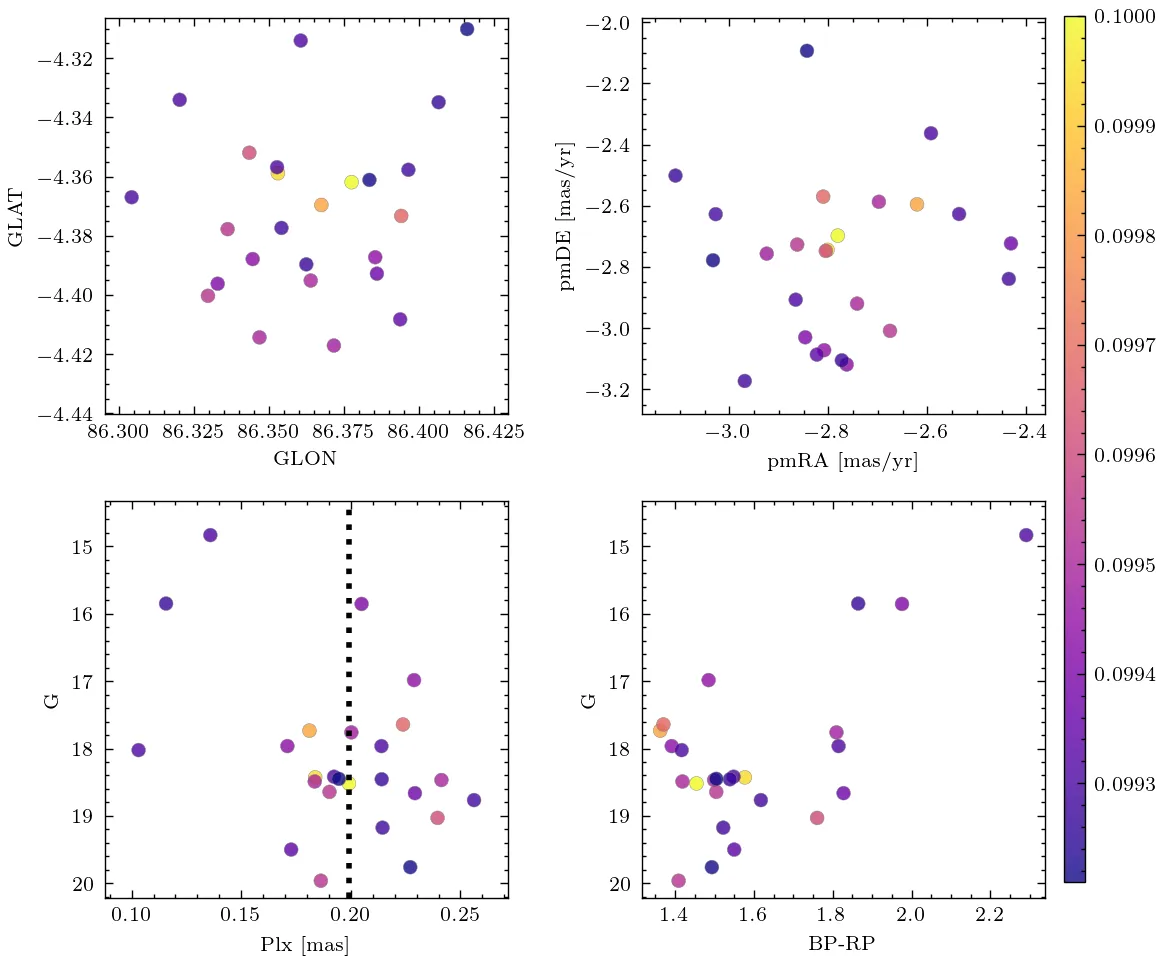 −4.32
−4.34
−4.36
−4.38
−4.40
−4.42
−4.44
GLAT
86.300 86.325 86.350 86.375 86.400 86.425
GLON
−2.0
−2.2
−2.4
−2.6
−2.8
−3.0
−3.2
pmDE [mas/yr]
−3.0 −2.8 −2.6 −2.4
pmRA [mas/yr]
0.1000
0.0999
0.0998
0.0997
0.0996
0.0995
0.0994
0.0993
15
16
17
18
19
20
G
0.10 0.15 0.20 0.25
Plx [mas]
15
16
17
18
19
20
G
1.4 1.6 1.8 2.0 2.2
BP-RP